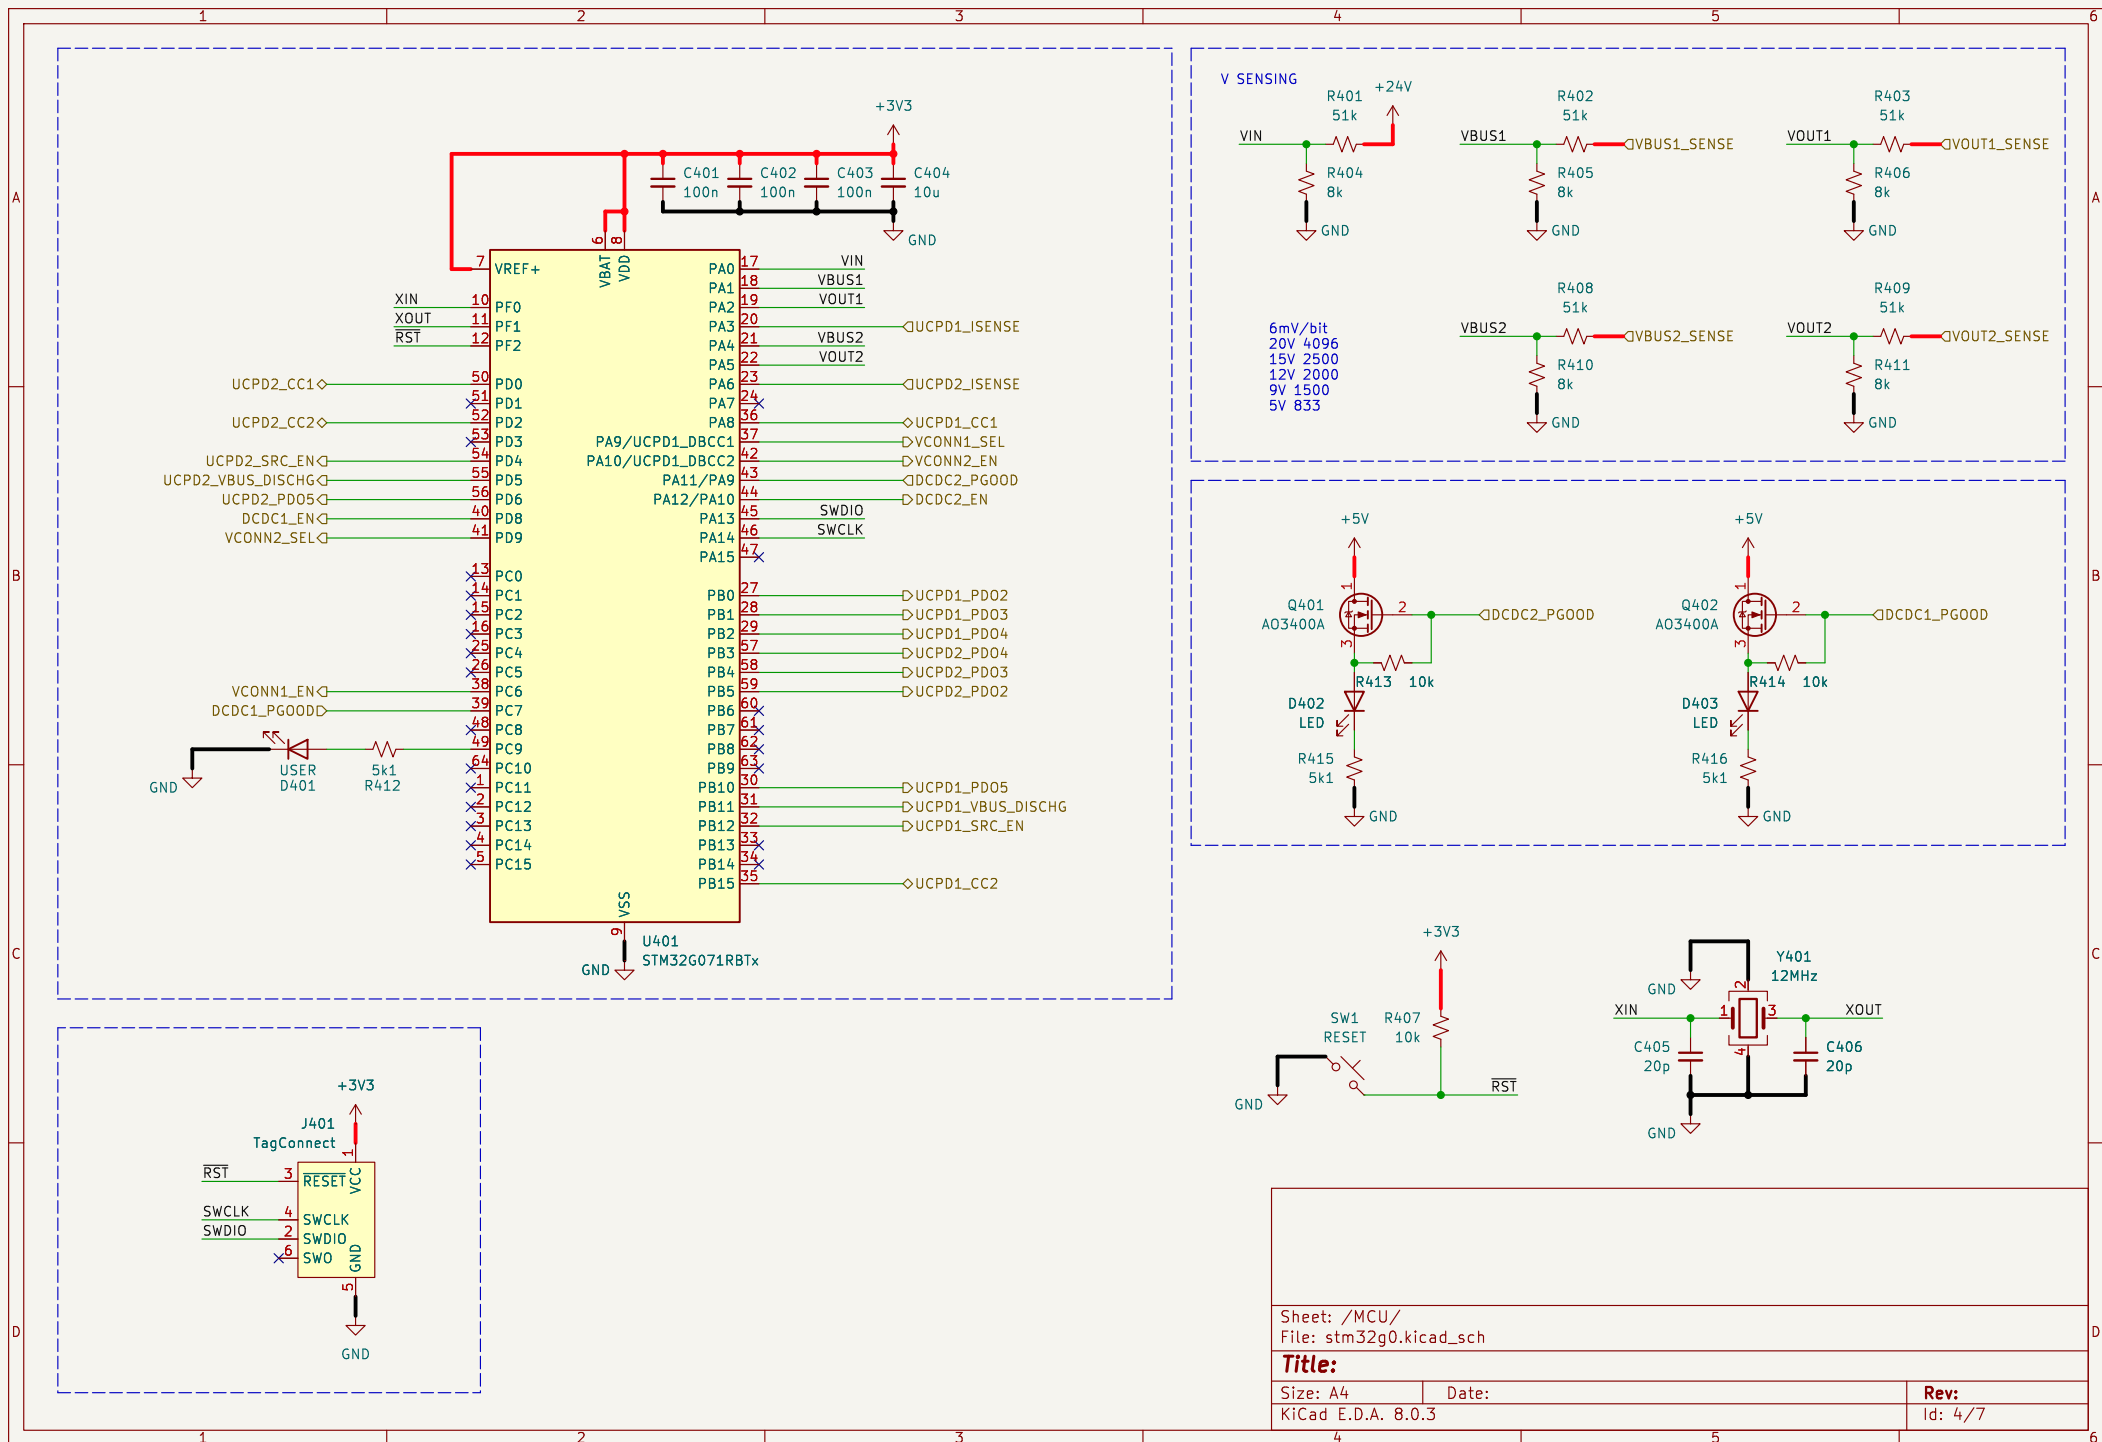 1 2 3 4 5 6
A
B
C
D
+3V3
C401
100n
C402
100n
C403
100n
C404
10u
GND
6 VBAT
8 VDD
7 VREF+
XIN 10 PF0
XOUT 11 PF1
RST 12 PF2
UCPD2_CC1 50 PD0
51 PD1
UCPD2_CC2 52 PD2
53 PD3
UCPD2_SRC_EN 54 PD4
UCPD2_VBUS_DISCHG 55 PD5
UCPD2_PDO5 56 PD6
DCDC1_EN 40 PD8
VCONN2_SEL 41 PD9
13 PC0
14 PC1
15 PC2
16 PC3
25 PC4
26 PC5
VCONN1_EN 38 PC6
DCDC1_PGOOD 39 PC7
48 PC8
49 PC9
64 PC10
1 PC11
2 PC12
3 PC13
4 PC14
5 PC15
GND
USER
D401
5k1
R412
PA0 17 VIN
PA1 18 VBUS1
PA2 19 VOUT1
PA3 20 UCPD1_ISENSE
PA4 21 VBUS2
PA5 22 VOUT2
PA6 23 UCPD2_ISENSE
PA7 24
PA8 36 UCPD1_CC1
PA9/UCPD1_DBCC1 37 VCONN1_SEL
PA10/UCPD1_DBCC2 42 VCONN2_EN
PA11/PA9 43 DCDC2_PGOOD
PA12/PA10 44 DCDC2_EN
PA13 45 SWDIO
PA14 46 SWCLK
PA15 47
PB0 27 UCPD1_PDO2
PB1 28 UCPD1_PDO3
PB2 29 UCPD1_PDO4
PB3 57 UCPD2_PDO4
PB4 58 UCPD2_PDO3
PB5 59 UCPD2_PDO2
PB6 60
PB7 61
PB8 62
PB9 63
PB10 30 UCPD1_PDO5
PB11 31 UCPD1_VBUS_DISCHG
PB12 32 UCPD1_SRC_EN
PB13 33
PB14 34
PB15 35 UCPD1_CC2
VSS 9
GND
U401
STM32G071RBTx
V SENSING
VIN
R401
51k
+24V
R404
8k
GND
VBUS1
R402
51k
VBUS1_SENSE
R405
8k
GND
VOUT1
R403
51k
VOUT1_SENSE
R406
8k
GND
6mV/bit
20V 4096
15V 2500
12V 2000
9V 1500
5V 833
VBUS2
R408
51k
VBUS2_SENSE
R410
8k
GND
VOUT2
R409
51k
VOUT2_SENSE
R411
8k
GND
+5V
1
Q401
AO3400A
2
DCDC2_PGOOD
3
R413 10k
D402
LED
R415
5k1
GND
+5V
1
Q402
AO3400A
2
DCDC1_PGOOD
3
R414 10k
D403
LED
R416
5k1
GND
+3V3
R407
10k
SW1
RESET
GND
RST
GND
Y401
12MHz
XIN 1 2 3 4 XOUT
C405
20p
C406
20p
GND
+3V3
J401
TagConnect
1 VCC
RST 3 RESET
SWCLK 4 SWCLK
SWDIO 2 SWDIO
6 SWO
GND 5
GND
Sheet: /MCU/
File: stm32g0.kicad_sch
Title:
Size: A4 Date: Rev:
KiCad E.D.A. 8.0.3 Id: 4/7
A
B
C
D
1 2 3 4 5 6